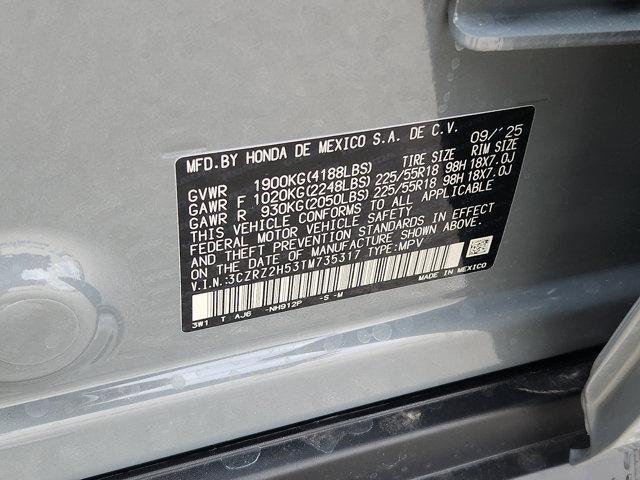 MFD.BY HONDA DE MEXICO S.A. DE C.V. 09/'25
TIRE SIZE RIM SIZE
GVWR 1900KG(4188LBS)
GAWR F 1020KG(2248LBS) 225/55R18 98H 18X7.0J
GAWR R 930KG(2050LBS) 225/55R18 98H 18X7.0J
THIS VEHICLE CONFORMS TO ALL APPLICABLE
FEDERAL MOTOR VEHICLE SAFETY
AND THEFT PREVENTION STANDARDS IN EFFECT
ON THE DATE OF MANUFACTURE SHOWN ABOVE.
V.I.N.:3CZRZ2H53TM735317 TYPE:MPV
MADE IN MEXICO
3W1 T AJ6 -NH912P -S -M